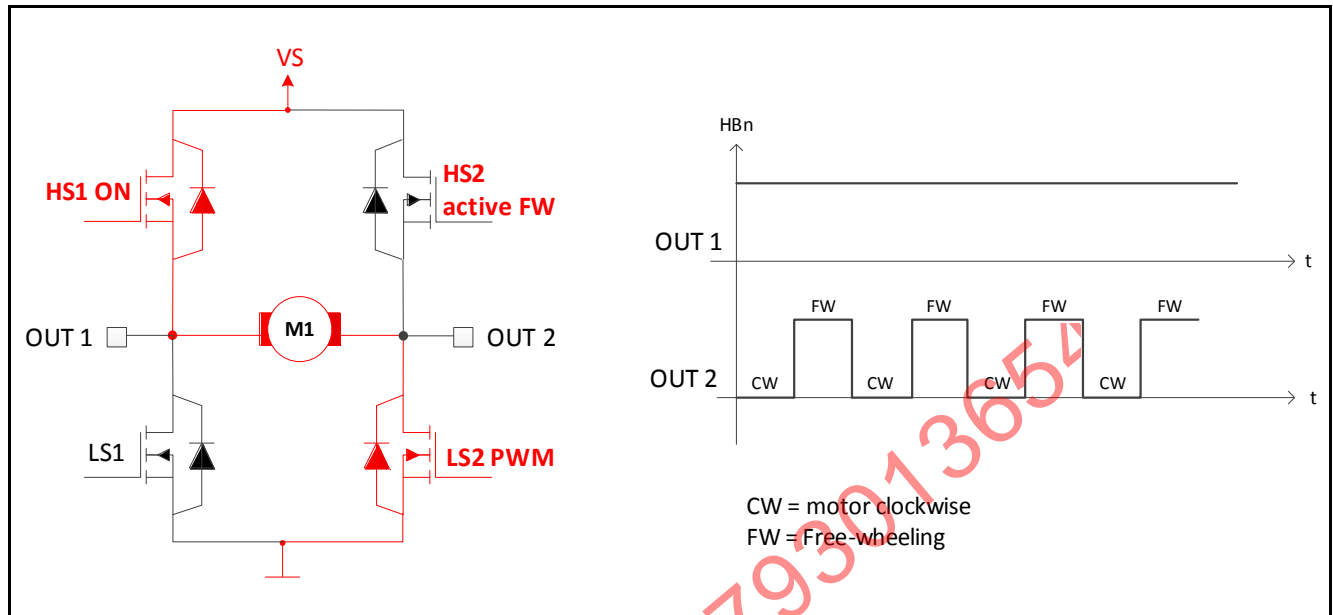 VS
HS1 ON
HS2
active FW
OUT 1
M1
OUT 2
LS1
LS2 PWM
HBn
OUT 1
t
FW
FW
FW
FW
OUT 2
CW
CW
CW
CW
t
CW = motor clockwise
FW = Free-wheeling
7930136654